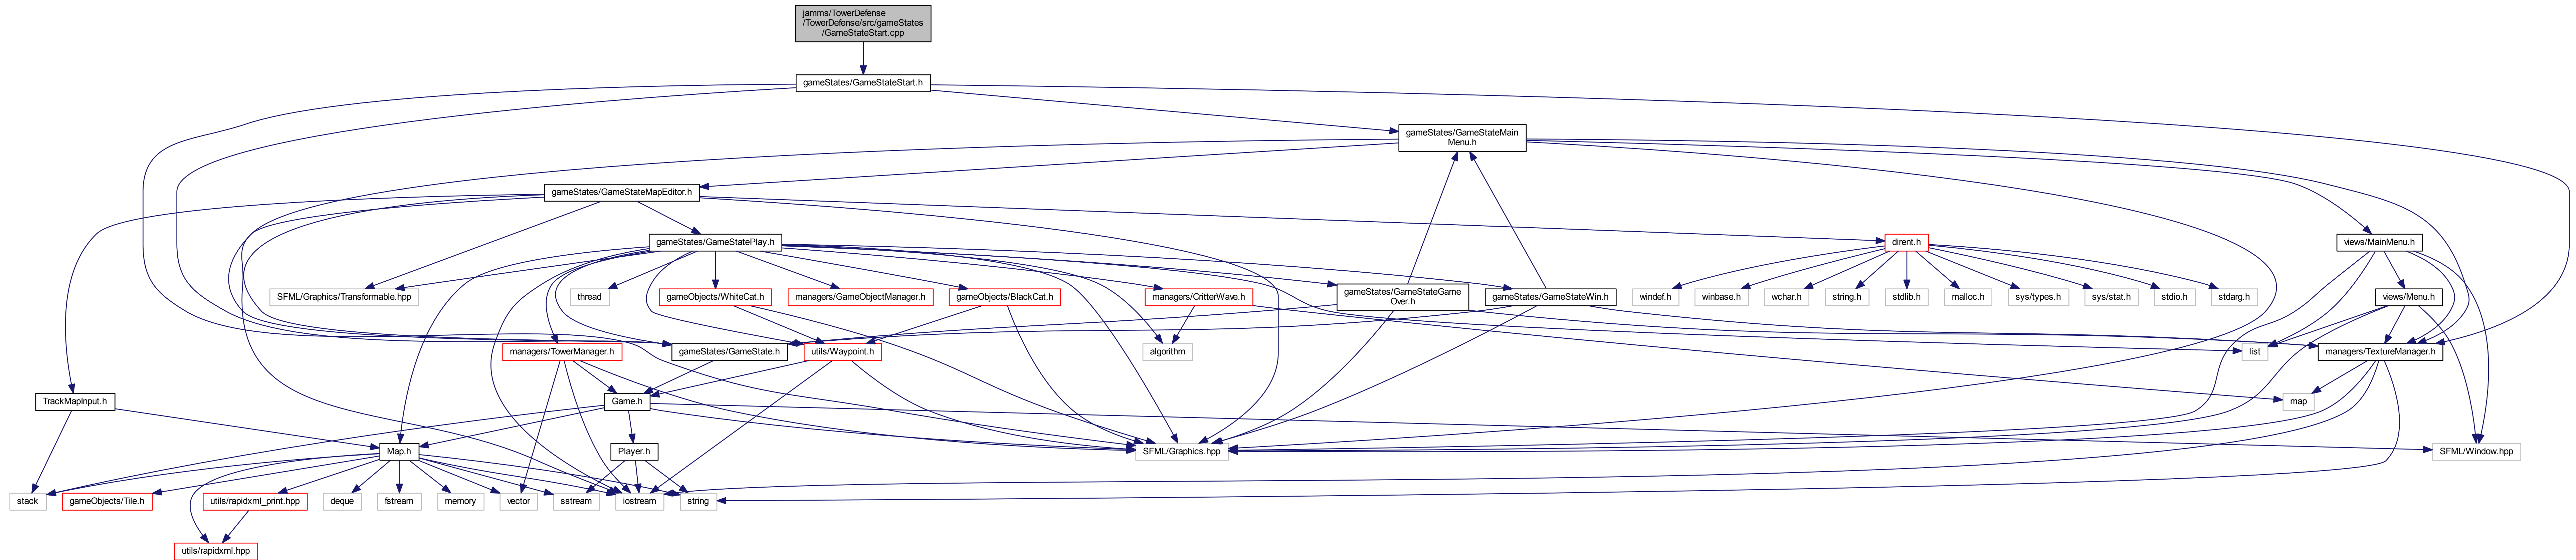 jamms/TowerDefense
/TowerDefense/src/gameStates
/GameStateStart.cpp
gameStates/GameStateStart.h
gameStates/GameStateMain
Menu.h
gameStates/GameStateMapEditor.h
gameStates/GameStatePlay.h
dirent.h
views/MainMenu.h
SFML/Graphics/Transformable.hpp
thread
gameObjects/WhiteCat.h
managers/GameObjectManager.h
gameObjects/BlackCat.h
managers/CritterWave.h
gameStates/GameStateGame
Over.h
gameStates/GameStateWin.h
windef.h
winbase.h
wchar.h
string.h
stdlib.h
malloc.h
sys/types.h
sys/stat.h
stdio.h
stdarg.h
views/Menu.h
managers/TowerManager.h
gameStates/GameState.h
utils/Waypoint.h
algorithm
list
managers/TextureManager.h
TrackMapInput.h
Game.h
map
Map.h
Player.h
SFML/Graphics.hpp
SFML/Window.hpp
stack
gameObjects/Tile.h
utils/rapidxml_print.hpp
deque
fstream
memory
vector
sstream
iostream
string
utils/rapidxml.hpp